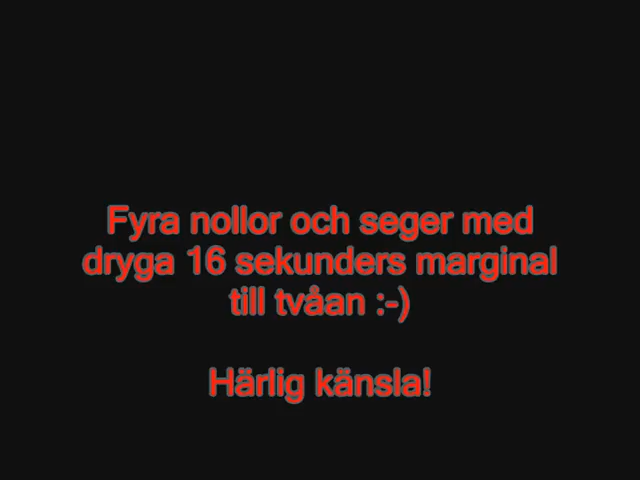 Fyra nollor och seger med
dryga 16 sekunders marginal
till tvåan :-)
Härlig känsla!